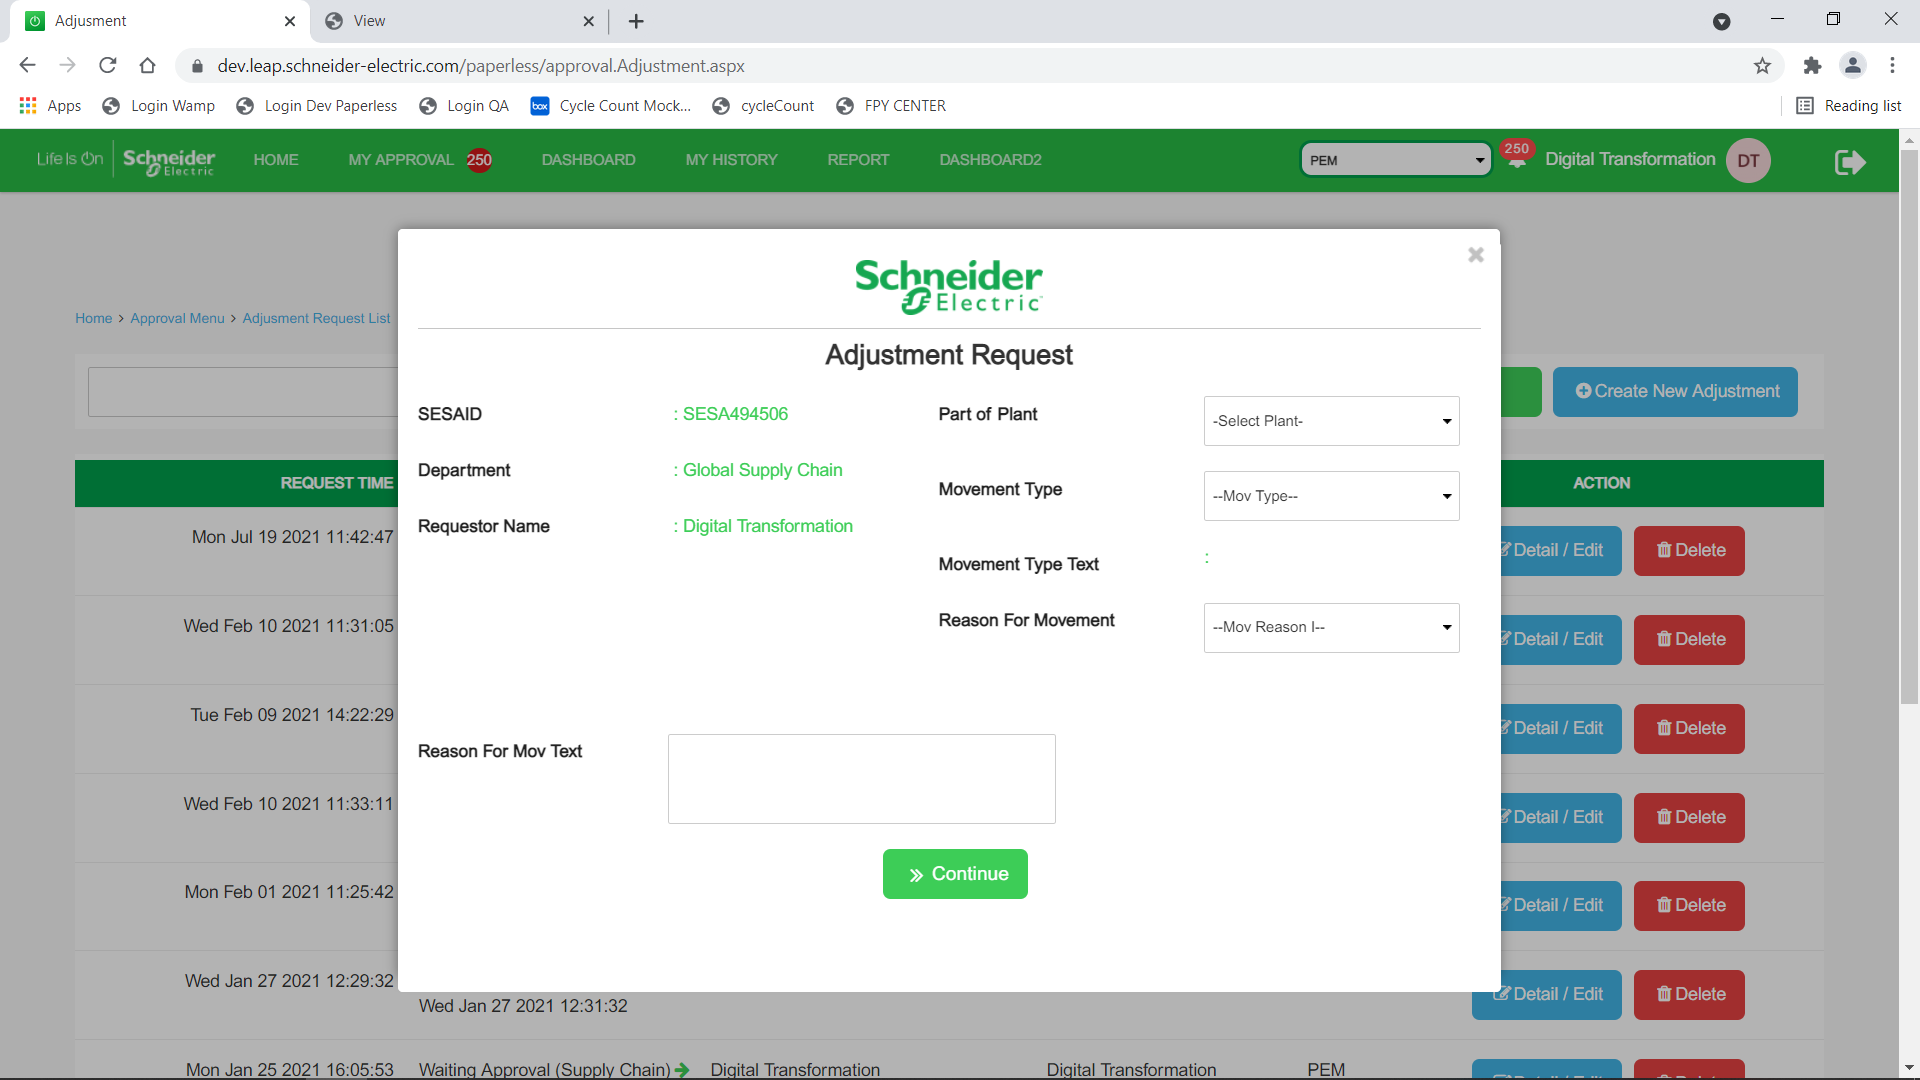 Adjusment
View
dev.leap.schneider-electric.com/paperless/approval.Adjustment.aspx
Apps
Login Wamp
Login Dev Paperless
Login QA
box
Cycle Count Mock...
cycleCount
FPY CENTER
Reading list
Life Is On
Schneider Electric
HOME
MY APPROVAL 250
DASHBOARD
MY HISTORY
REPORT
DASHBOARD2
PEM
250
Digital Transformation
DT
Home > Approval Menu > Adjusment Request List
Create New Adjustment
Schneider
Electric
Adjustment Request
SESAID : SESA494506
Department : Global Supply Chain
Requestor Name : Digital Transformation
Part of Plant -Select Plant-
Movement Type --Mov Type--
Movement Type Text :
Reason For Movement --Mov Reason I--
Reason For Mov Text
Continue
REQUEST TIME ACTION
Mon Jul 19 2021 11:42:47 Detail / Edit Delete
Wed Feb 10 2021 11:31:05 Detail / Edit Delete
Tue Feb 09 2021 14:22:29 Detail / Edit Delete
Wed Feb 10 2021 11:33:11 Detail / Edit Delete
Mon Feb 01 2021 11:25:42 Detail / Edit Delete
Wed Jan 27 2021 12:29:32 Detail / Edit Delete
Wed Jan 27 2021 12:31:32
Mon Jan 25 2021 16:05:53 Waiting Approval (Supply Chain) Digital Transformation Digital Transformation PEM